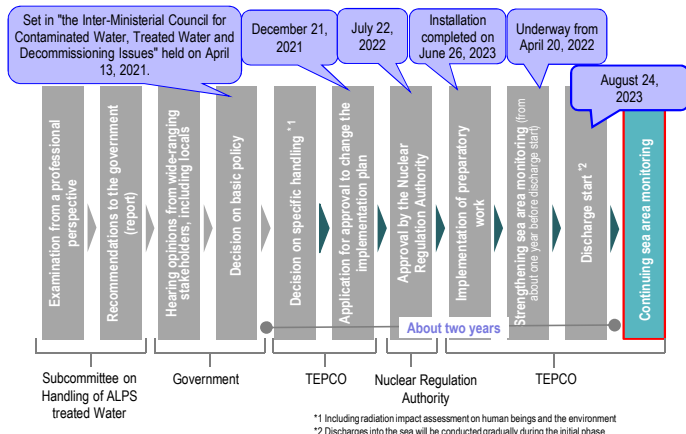 Set in "the Inter-Ministerial Council for
Contaminated Water, Treated Water and
Decommissioning Issues" held on April
13, 2021.
December 21,
2021
July 22,
2022
Installation
completed on
June 26, 2023
Underway from
April 20, 2022
August 24,
2023
Examination from a professional
perspective
Recommendations to the government
(report)
Hearing opinions from wide-ranging
stakeholders, including locals
Decision on basic policy
Decision on specific handling *1
Application for approval to change the
implementation plan
Approval by the Nuclear
Regulation Authority
Implementation of preparatory
work
Strengthening sea area monitoring (from
about one year before discharge start)
Discharge start *2
Continuing sea area monitoring
About two years
Subcommittee on
Handling of ALPS
treated Water
Government
TEPCO
Nuclear Regulation
Authority
TEPCO
*1 Including radiation impact assessment on human beings and the environment
*2 Discharges into the sea will be conducted gradually during the initial phase